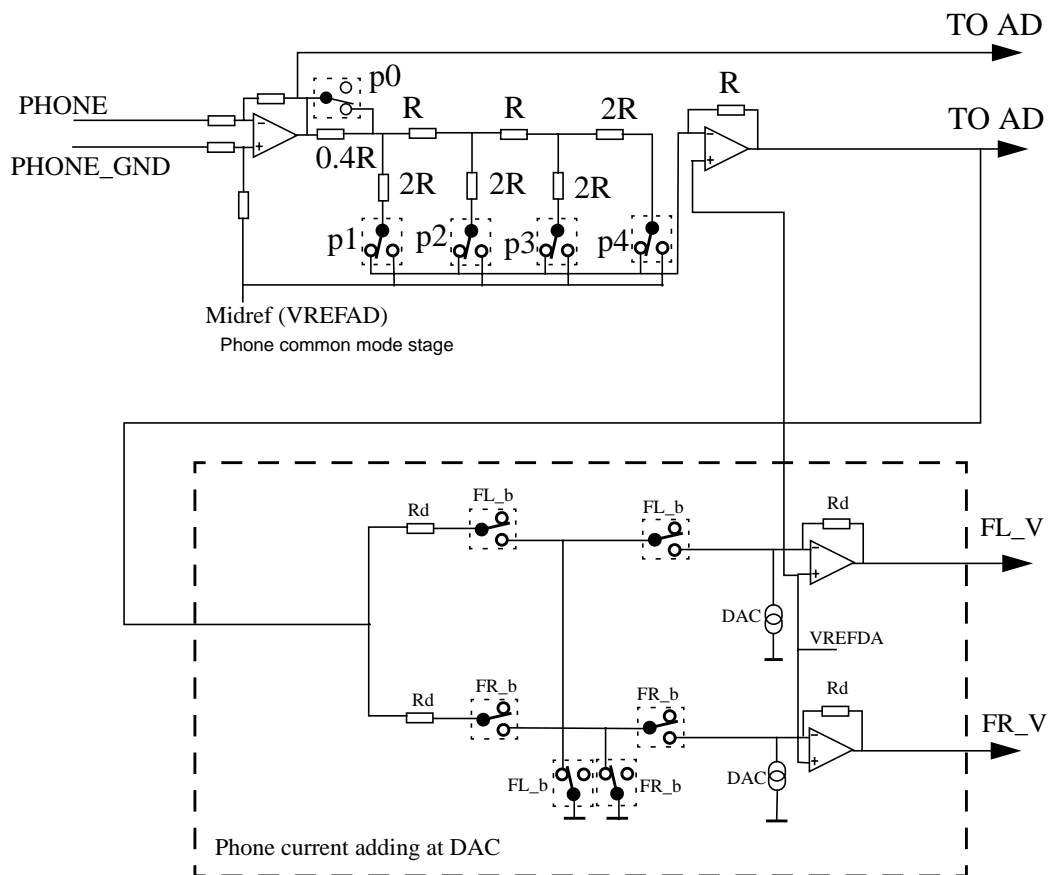 TO AD
p0
PHONE
R
R
2R
R
TO AD
PHONE_GND
0.4R
2R
2R
2R
p1
p2
p3
p4
Midref (VREFAD)
Phone common mode stage
Rd
FL_b
FL_b
Rd
FL_V
DAC
VREFDA
Rd
FR_b
FR_b
Rd
FR_V
FL_b
FR_b
DAC
Phone current adding at DAC